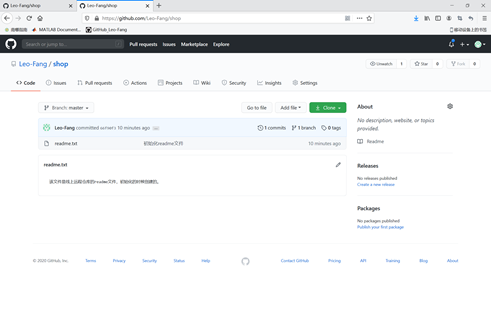 Leo-Fang/shop
Leo-Fang/shop
https://github.com/Leo-Fang/shop
火狐官方站点
MATLAB Document...
GitHub_Leo-Fang
移动设备上的书签
Search or jump to...
Pull requests Issues Marketplace Explore
Leo-Fang / shop
Unwatch 1 Star 0 Fork 0
Code Issues Pull requests Actions Projects Wiki Security Insights Settings
Branch: master Go to file Add file Clone
Leo-Fang committed 10 minutes ago 1 commits 1 branch 0 tags
readme.txt 初始化readme文件 10 minutes ago
readme.txt
该文件是线上远程仓库的readme文件，初始化的时候创建的。
About
No description, website, or topics
provided.
Readme
Releases
No releases published
Create a new release
Packages
No packages published
Publish your first package
© 2020 GitHub, Inc. Terms Privacy Security Status Help Contact GitHub Pricing API Training Blog About